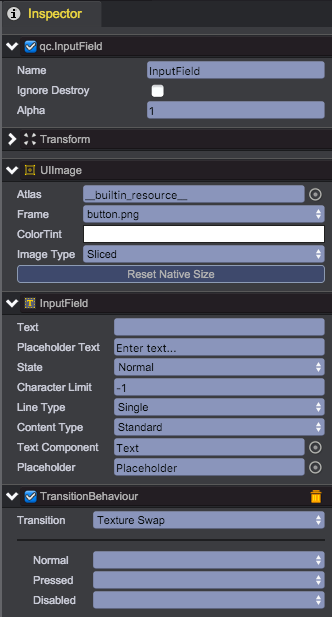 Inspector
qc.InputField
Name InputField
Ignore Destroy
Alpha 1
Transform
UIImage
Atlas __builtin_resource__
Frame button.png
ColorTint
Image Type Sliced
Reset Native Size
InputField
Text
Placeholder Text Enter text...
State Normal
Character Limit -1
Line Type Single
Content Type Standard
Text Component Text
Placeholder Placeholder
TransitionBehaviour
Transition Texture Swap
Normal
Pressed
Disabled